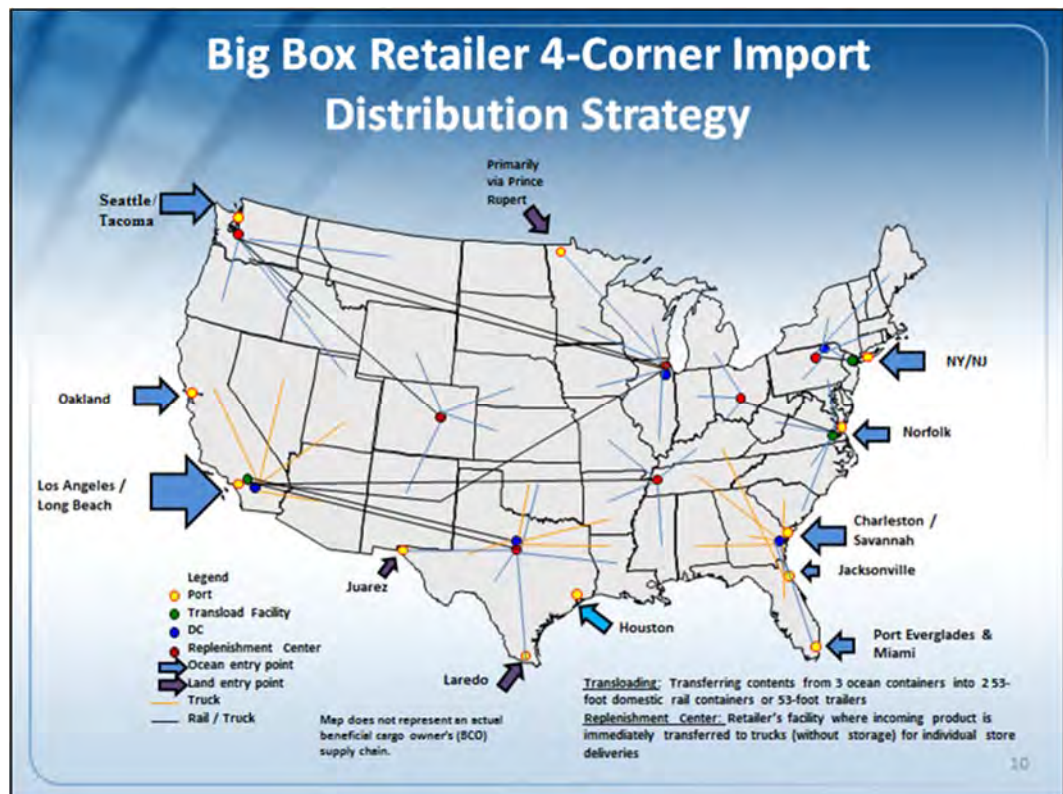 Big Box Retailer 4-Corner Import
Distribution Strategy
Primarily
via Prince
Rupert
Seattle/
Tacoma
NY/NJ
Oakland
Norfolk
Los Angeles /
Long Beach
Charleston /
Savannah
Jacksonville
Juarez
Houston
Port Everglades &
Miami
Laredo
Legend
Port
Transload Facility
DC
Replenishment Center
Ocean entry point
Land entry point
Truck
Rail / Truck
Map does not represent an actual
beneficial cargo owner's (BCO)
supply chain.
Transloading: Transferring contents from 3 ocean containers into 2 53-
foot domestic rail containers or 53-foot trailers
Replenishment Center: Retailer's facility where incoming product is
immediately transferred to trucks (without storage) for individual store
deliveries
10